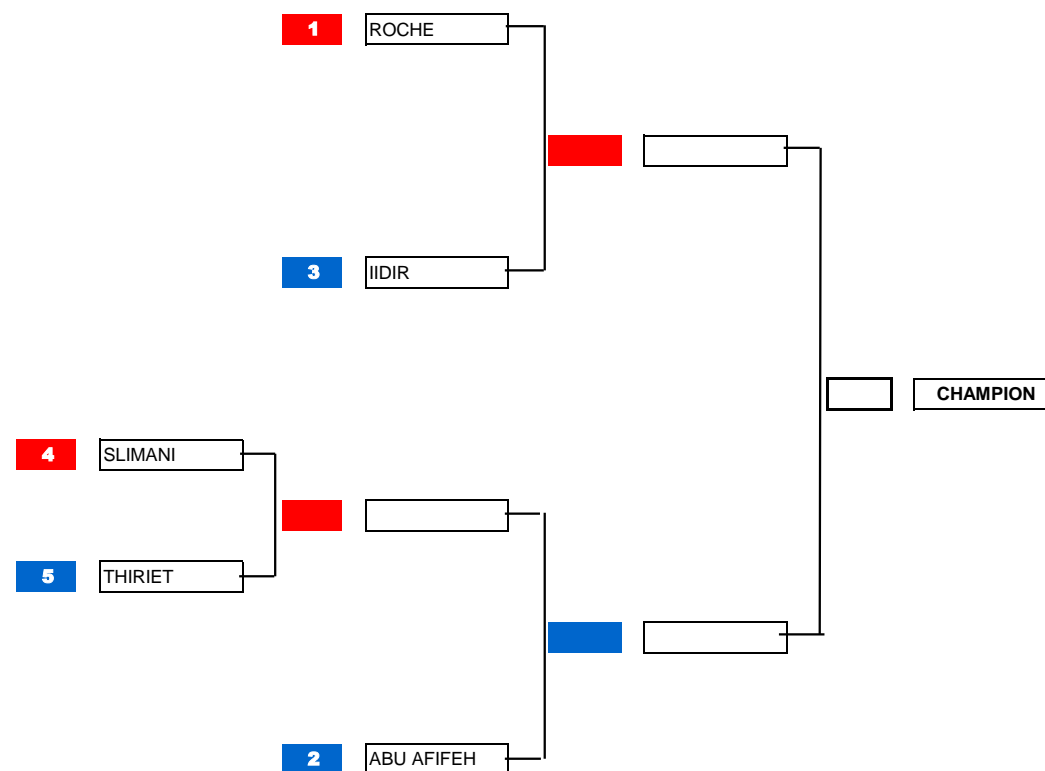 1 ROCHE
3 IIDIR
CHAMPION
4 SLIMANI
5 THIRIET
2 ABU AFIFEH